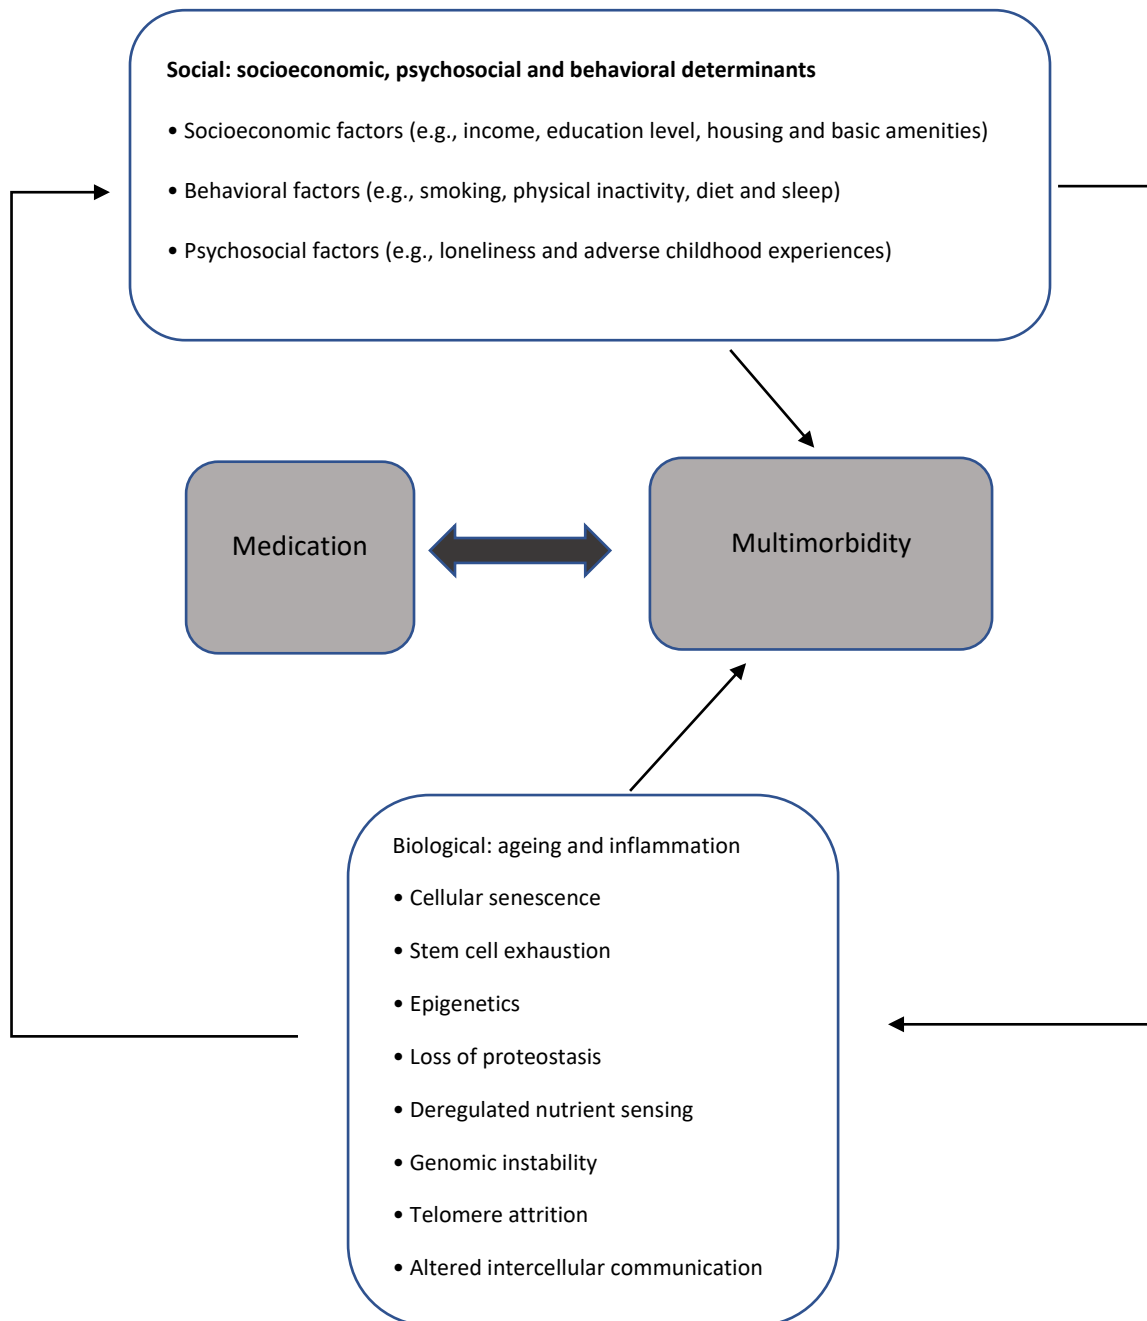 Social: socioeconomic, psychosocial and behavioral determinants
• Socioeconomic factors (e.g., income, education level, housing and basic amenities)
• Behavioral factors (e.g., smoking, physical inactivity, diet and sleep)
• Psychosocial factors (e.g., loneliness and adverse childhood experiences)
Medication
Multimorbidity
Biological: ageing and inflammation
• Cellular senescence
• Stem cell exhaustion
• Epigenetics
• Loss of proteostasis
• Deregulated nutrient sensing
• Genomic instability
• Telomere attrition
• Altered intercellular communication